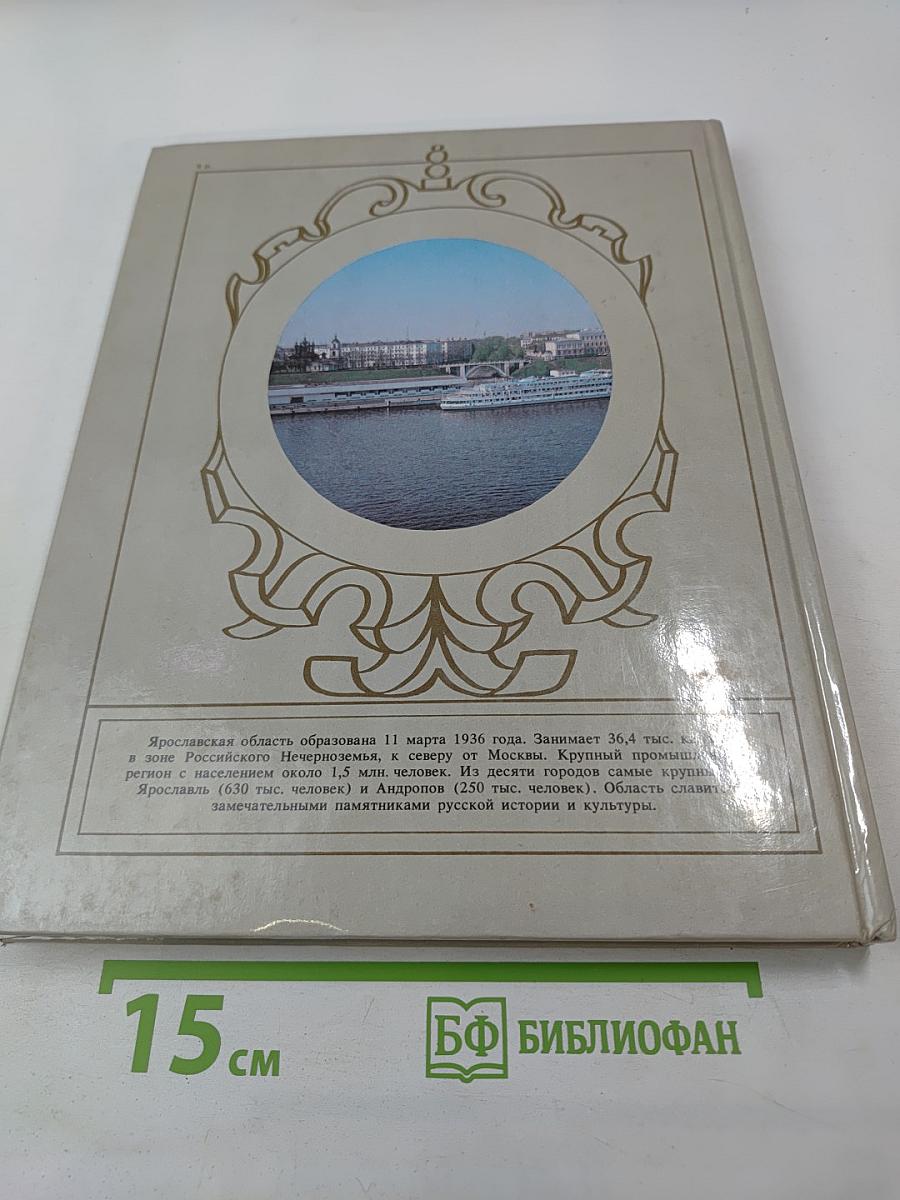 Ярославская область образована 11 марта 1936 года. Занимает 36,4 тыс.
в зоне Российского Нечерноземья, к северу от Москвы. Крупный
регион с населением около 1,5 млн. человек. Из десяти городов самые
Ярославль (630 тыс. человек) и Андропов (250 тыс. человек). Область
замечательными памятниками русской истории и культуры.
15 см
БФ БИБЛИОФАН